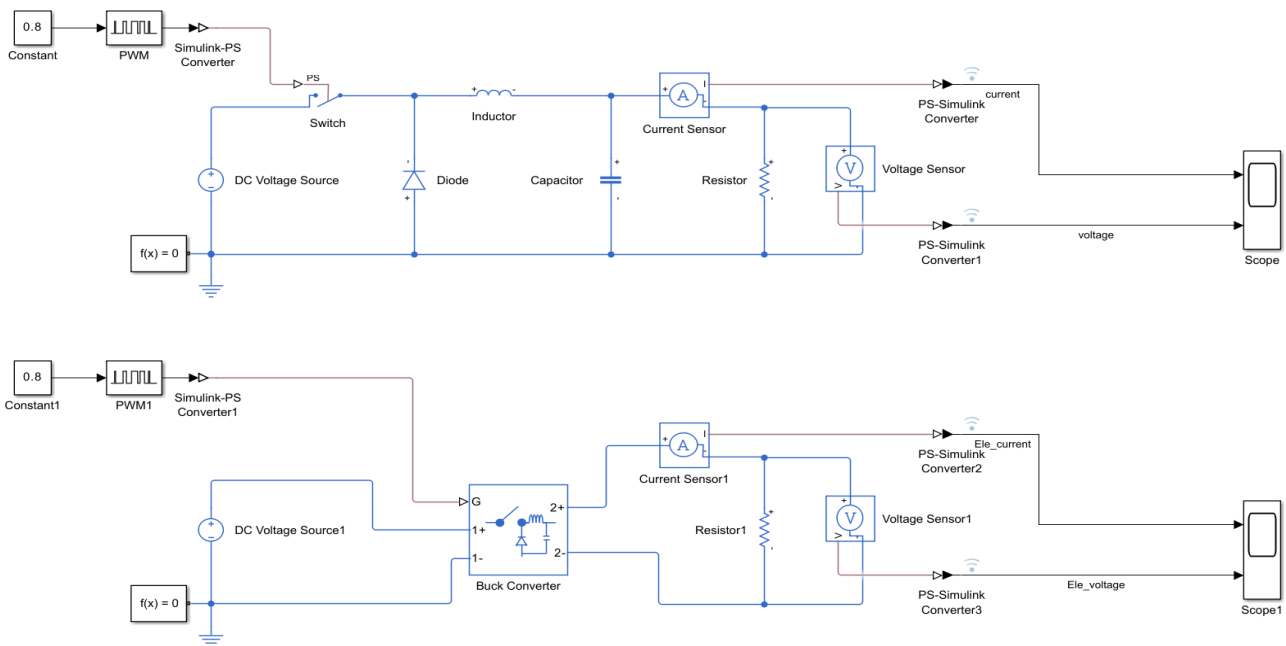 0.8
Constant
PWM
Simulink-PS
Converter
PS
Switch
+ -
Inductor
+ A I -
Current Sensor
PS-Simulink
Converter
current
+
-
DC Voltage Source
-
+
Diode
Capacitor
+
-
Resistor
+
-
+
V
V -
Voltage Sensor
PS-Simulink
Converter1
voltage
Scope
f(x) = 0
0.8
Constant1
PWM1
Simulink-PS
Converter1
+ A I -
Current Sensor1
PS-Simulink
Converter2
Ele_current
+
-
DC Voltage Source1
G
1+
1-
2+
2-
Buck Converter
Resistor1
+
-
+
V
V -
Voltage Sensor1
PS-Simulink
Converter3
Ele_voltage
Scope1
f(x) = 0